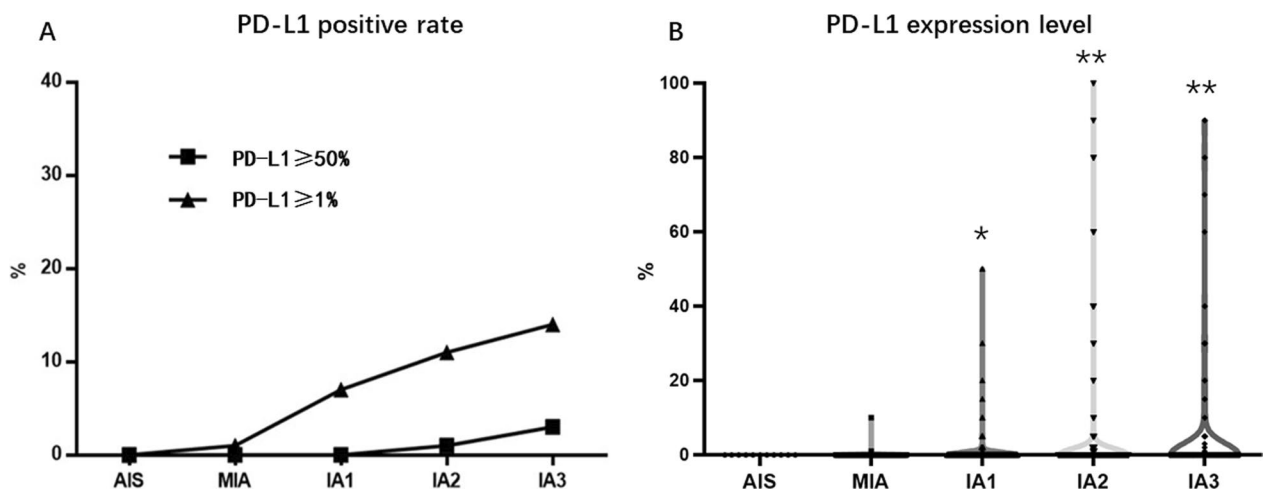 A
PD-L1 positive rate
40
30
20
10
0
%
PD-L1≥50%
PD-L1≥1%
AIS
MIA
IA1
IA2
IA3
B
PD-L1 expression level
100
80
60
40
20
0
%
*
**
**
AIS
MIA
IA1
IA2
IA3